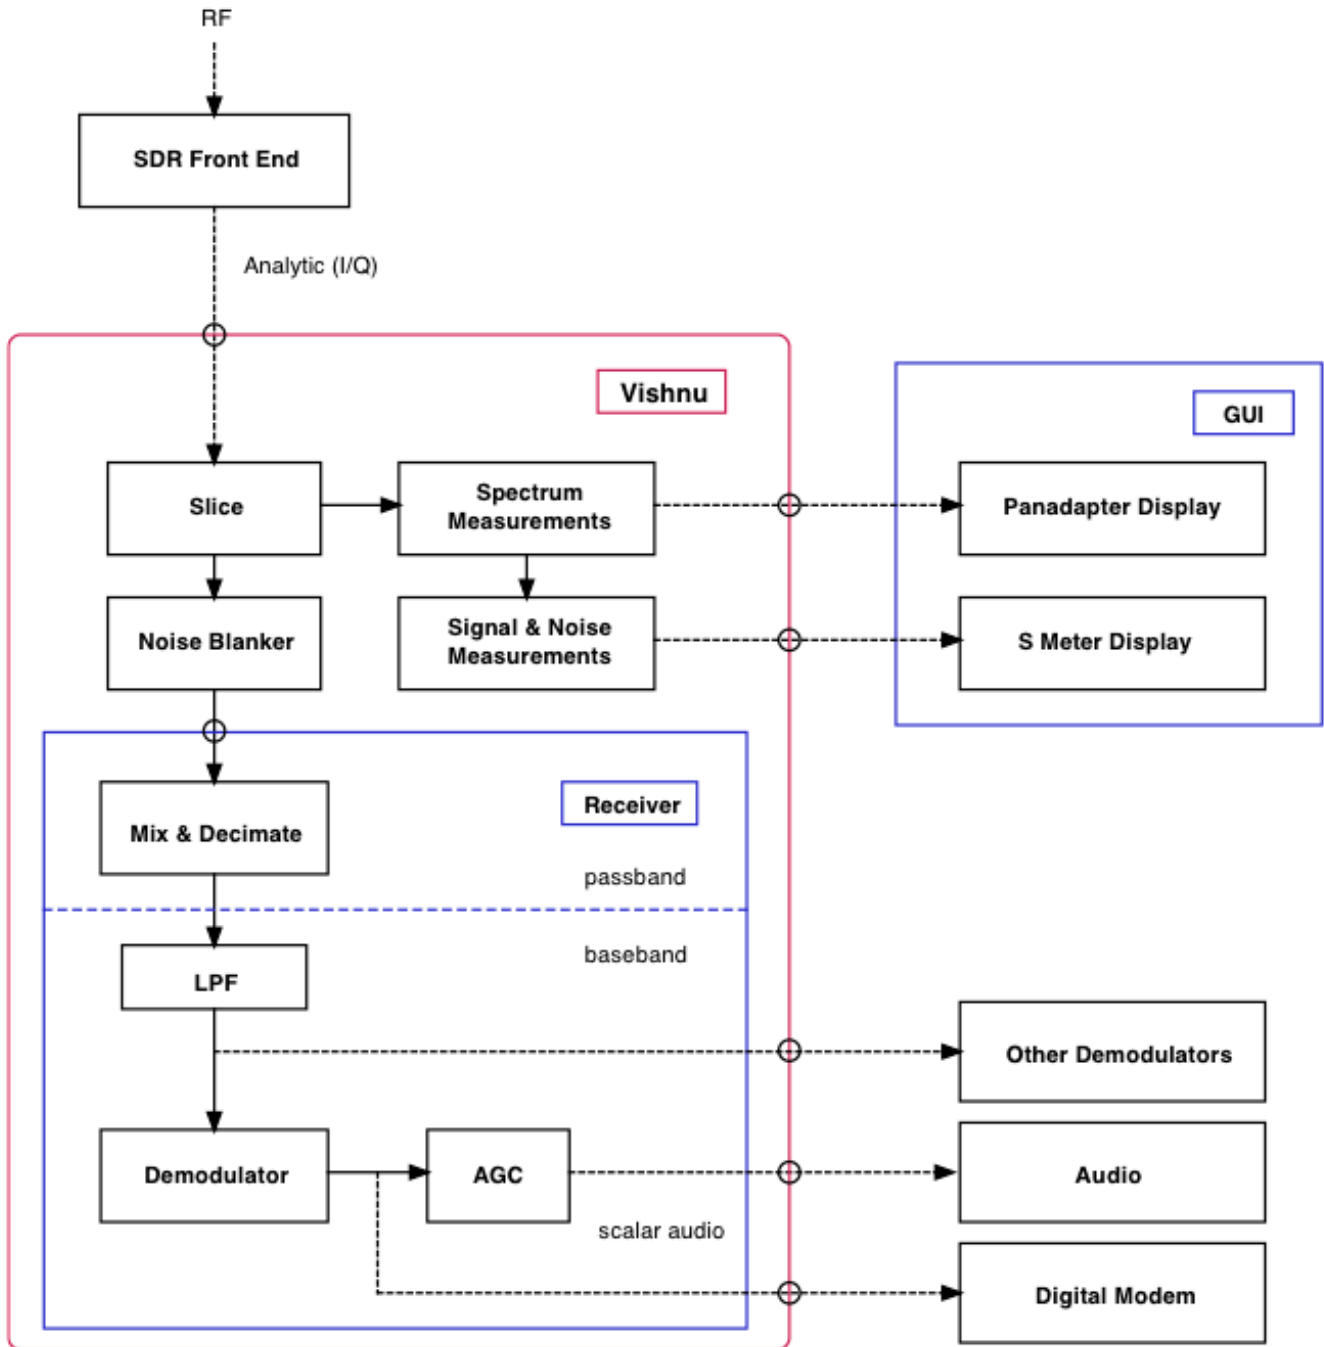 RF
SDR Front End
Analytic (I/Q)
Vishnu
GUI
Slice
Spectrum
Measurements
Panadapter Display
Noise Blanker
Signal & Noise
Measurements
S Meter Display
Receiver
Mix & Decimate
passband
baseband
LPF
Other Demodulators
Demodulator
AGC
Audio
scalar audio
Digital Modem